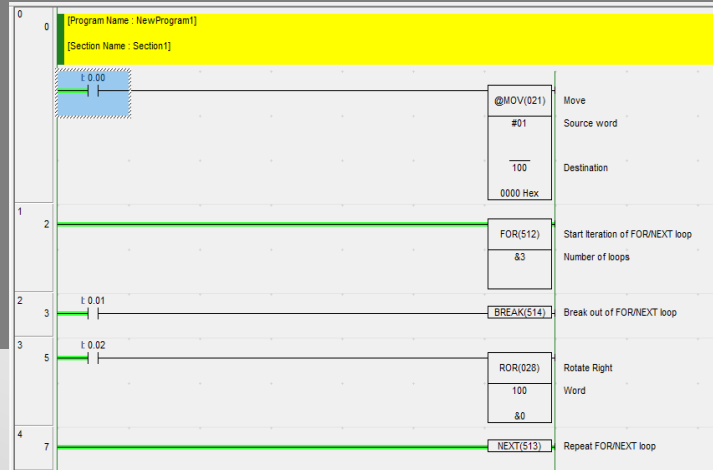 0
0
[Program Name : NewProgram1]
[Section Name : Section1]
I: 0.00
@MOV(021) Move
#01 Source word
100 Destination
0000 Hex
1
2
FOR(512) Start Iteration of FOR/NEXT loop
&3 Number of loops
2
3
I: 0.01
BREAK(514) Break out of FOR/NEXT loop
3
5
I: 0.02
ROR(028) Rotate Right
100 Word
&0
4
7
NEXT(513) Repeat FOR/NEXT loop